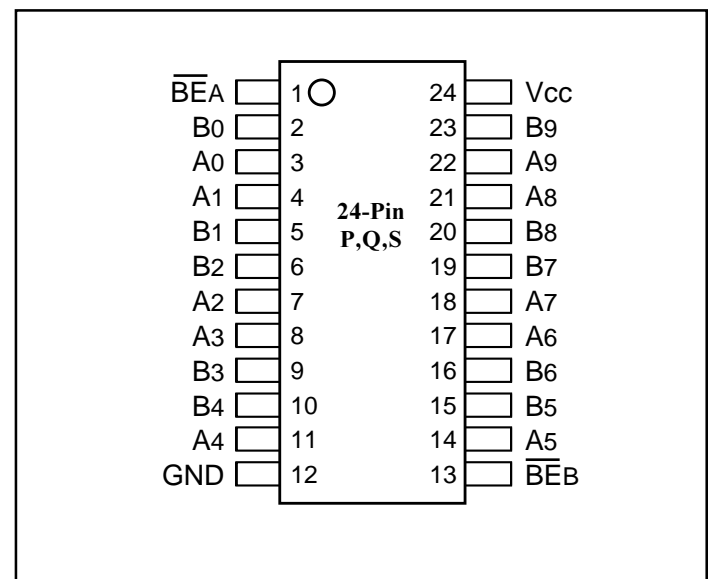 B̅E̅A 1 24 Vcc
B0 2 23 B9
A0 3 22 A9
A1 4 21 A8
24-Pin
B1 5 P,Q,S 20 B8
B2 6 19 B7
A2 7 18 A7
A3 8 17 A6
B3 9 16 B6
B4 10 15 B5
A4 11 14 A5
GND 12 13 B̅E̅B